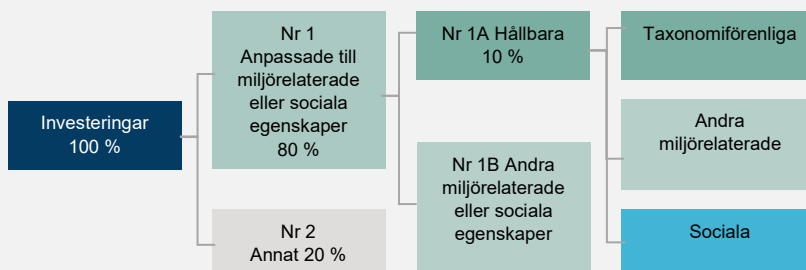 Investeringar
100 %
Nr 1
Anpassade till
miljörelaterade
eller sociala
egenskaper
80 %
Nr 2
Annat 20 %
Nr 1A Hållbara
10 %
Nr 1B Andra
miljörelaterade
eller sociala
egenskaper
Taxonomiförenliga
Andra
miljörelaterade
Sociala